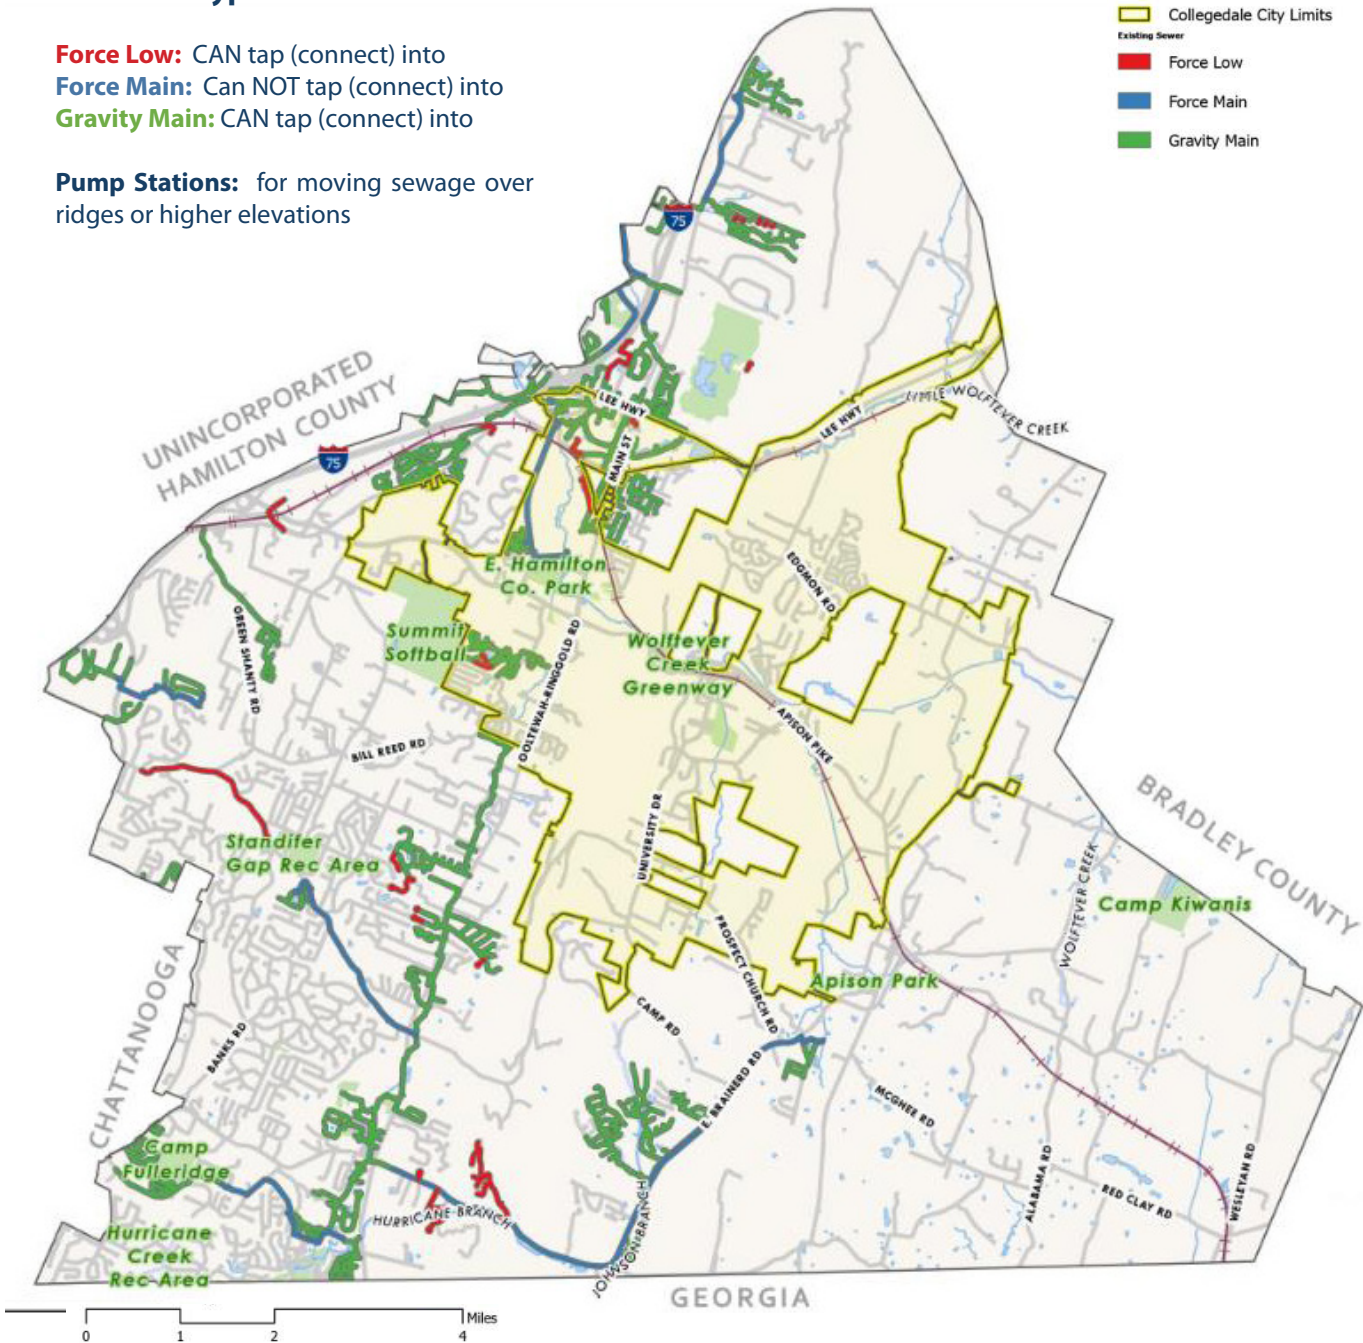 Force Low: CAN tap (connect) into
Force Main: Can NOT tap (connect) into
Gravity Main: CAN tap (connect) into
Pump Stations: for moving sewage over
ridges or higher elevations
Collegedale City Limits
Existing Sewer
Force Low
Force Main
Gravity Main
75
UNINCORPORATED
HAMILTON COUNTY
75
LEE HWY
MAIN ST
LEE HWY
LITTLE WOLFTEVER CREEK
E. Hamilton
Co. Park
EDGMON RD
GREEN SHANTY RD
Summit
Softball
OOLTEWAH-RINGGOLD RD
Wolftever
Creek
Greenway
BILL REED RD
APISON PIKE
BRADLEY COUNTY
UNIVERSITY DR
Standifer
Gap Rec Area
WOLFTEVER CREEK
Camp Kiwanis
PROSPECT CHURCH RD
Apison Park
CHATTANOOGA
BANKS RD
CAMP RD
E. BRAINERD RD
MCGHER RD
Camp
Fulleridge
ALABAMA RD
RED CLAY RD
WESLEYAN RD
HURRICANE BRANCH
JOHNSON BRANCH
Hurricane
Creek
Rec Area
GEORGIA
Miles
0 1 2 4